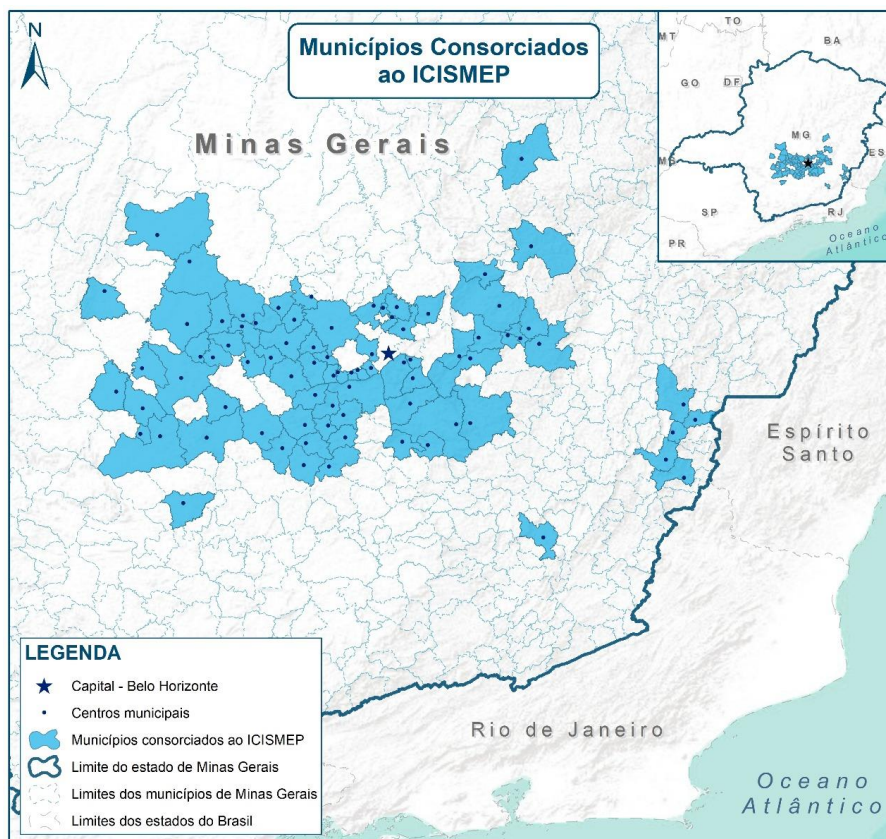 N
Municípios Consorciados
ao ICISMEP
Minas Gerais
TO
MT
BA
GO
DF
MG
MS
ES
SP
RJ
PR
Oceano
Atlântico
Espírito
Santo
Rio de Janeiro
Oceano
Atlântico
LEGENDA
Capital - Belo Horizonte
Centros municipais
Municípios consorciados ao ICISMEP
Limite do estado de Minas Gerais
Limites dos municípios de Minas Gerais
Limites dos estados do Brasil